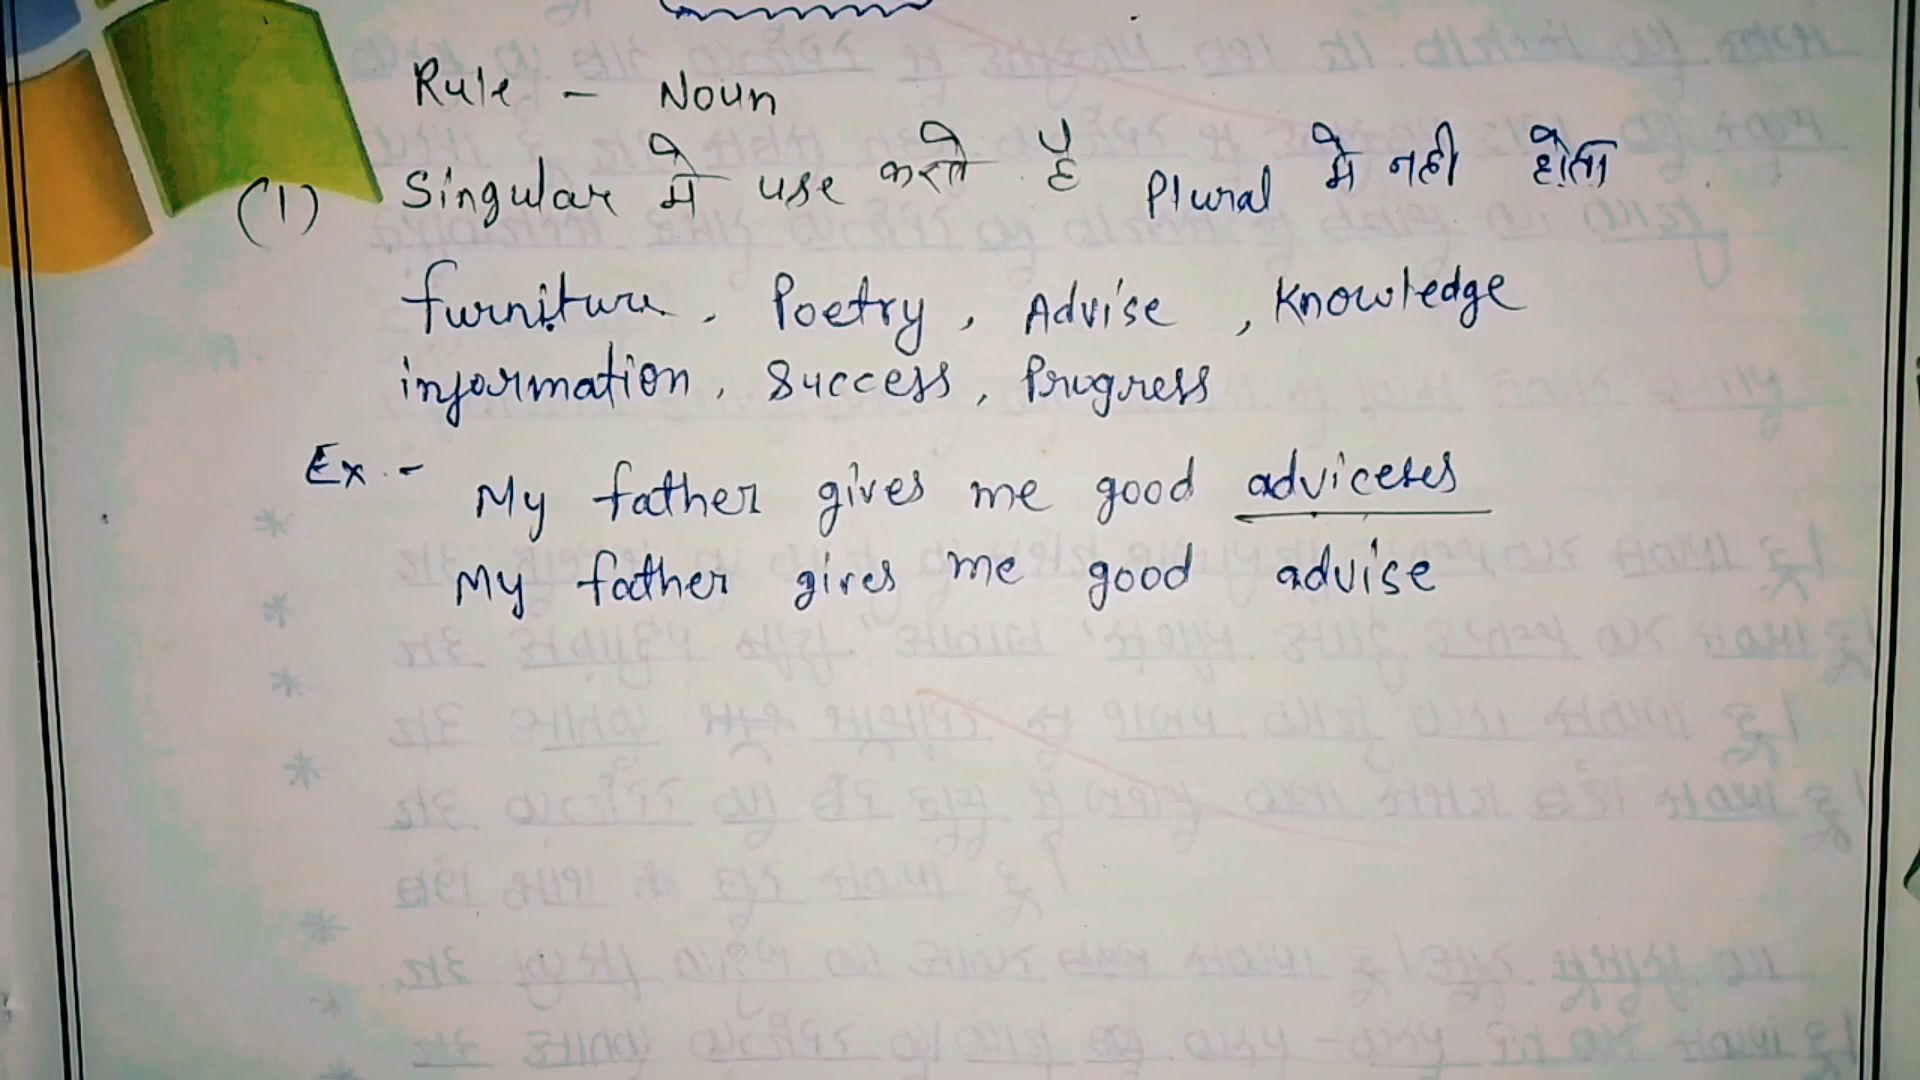 Rule - Noun
(1) Singular मे use करते है Plural मे नही होता
furniture, Poetry, Advise, Knowledge
information, Success, Progress
Ex.- My father gives me good
My father gives me good advise